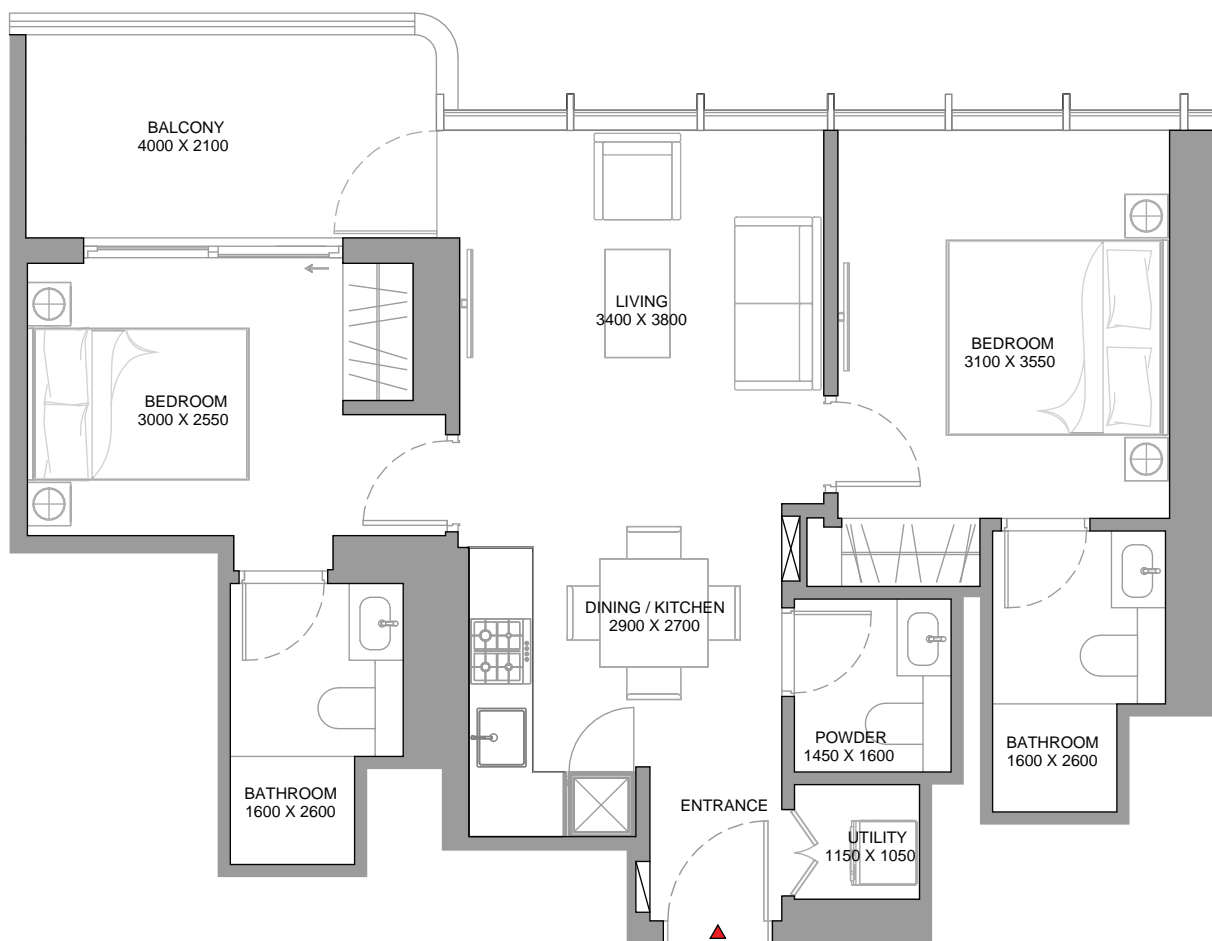 BALCONY
4000 X 2100
LIVING
3400 X 3800
BEDROOM
3100 X 3550
BEDROOM
3000 X 2550
DINING / KITCHEN
2900 X 2700
POWDER
1450 X 1600
BATHROOM
1600 X 2600
BATHROOM
1600 X 2600
ENTRANCE
UTILITY
1150 X 1050